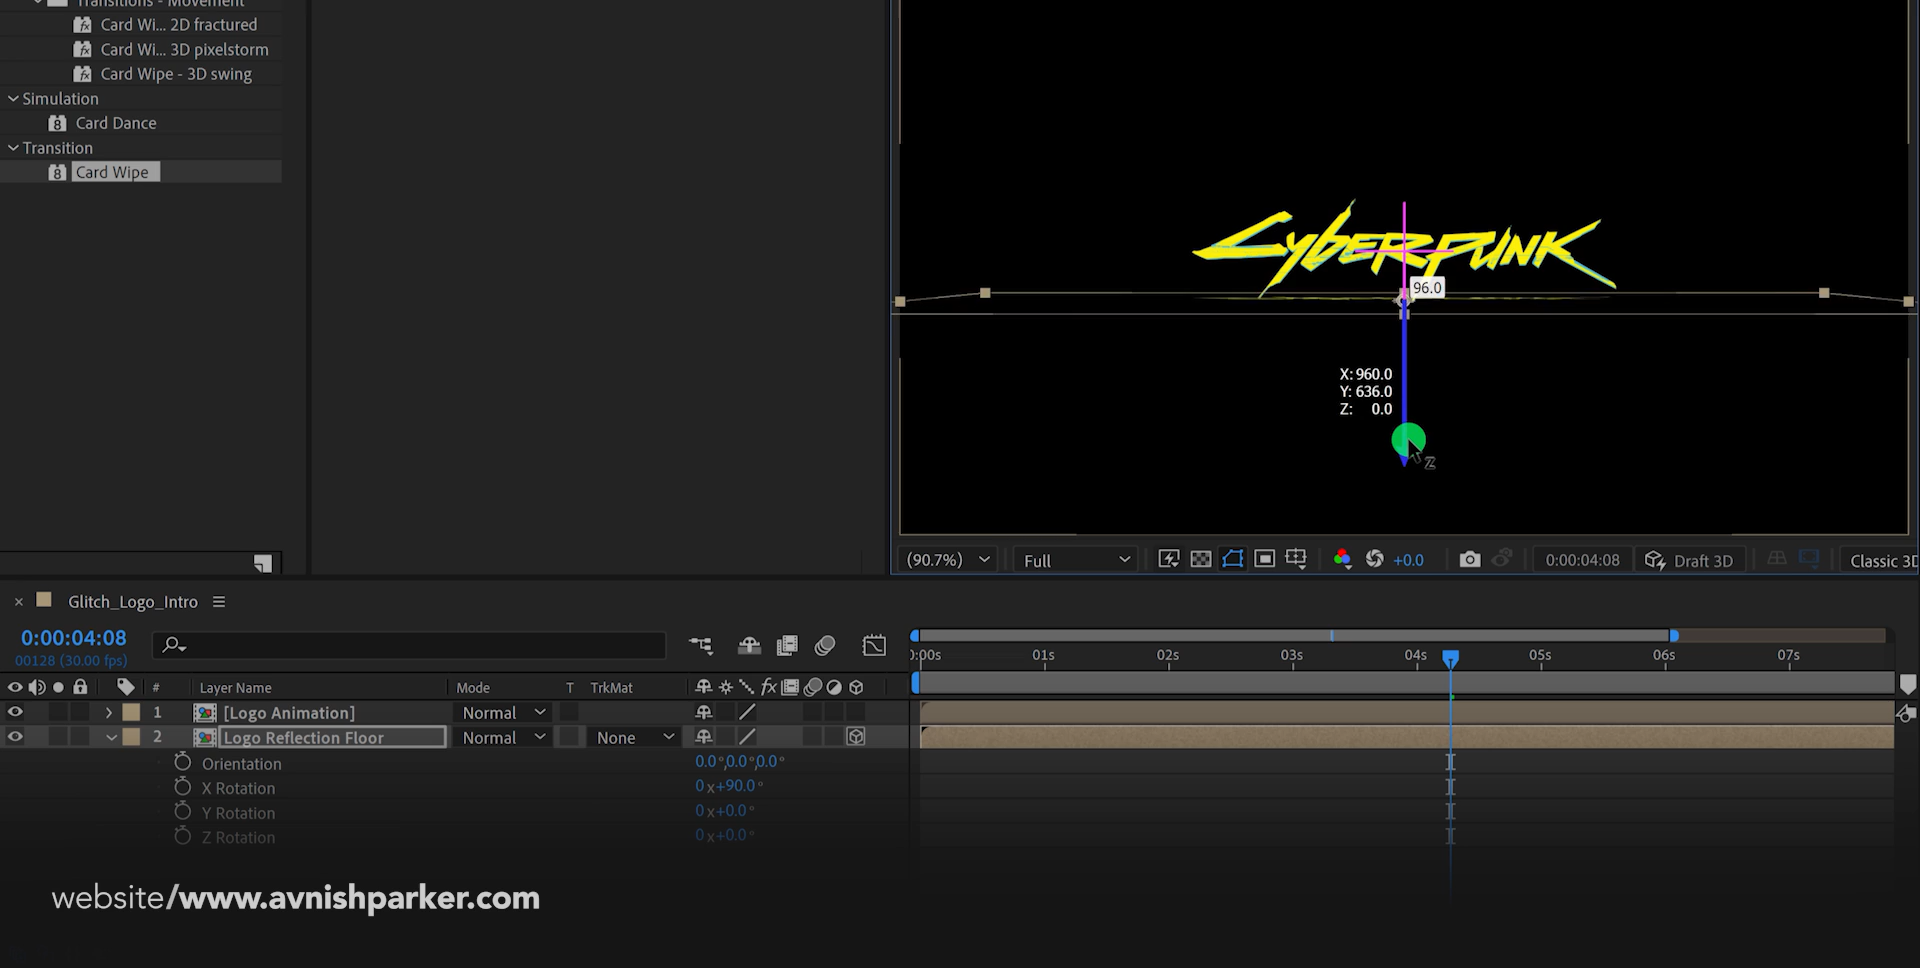 Transitions - Movement
Card Wi... 2D fractured
Card Wi... 3D pixelstorm
Card Wipe - 3D swing
Simulation
8 Card Dance
Transition
8 Card Wipe
CYBERPUNK
96.0
X: 960.0
Y: 636.0
Z: 0.0
Z
(90.7%) Full +0.0 0:00:04:08 Draft 3D Classic 3D
× Glitch_Logo_Intro
0:00:04:08
00128 (30.00 fps)
0:00s 01s 02s 03s 04s 05s 06s 07s
# Layer Name Mode T TrkMat fx
1 [Logo Animation] Normal
2 Logo Reflection Floor Normal None
Orientation 0.0°,0.0°,0.0°
X Rotation 0x+90.0°
Y Rotation 0x+0.0°
Z Rotation 0x+0.0°
website/www.avnishparker.com